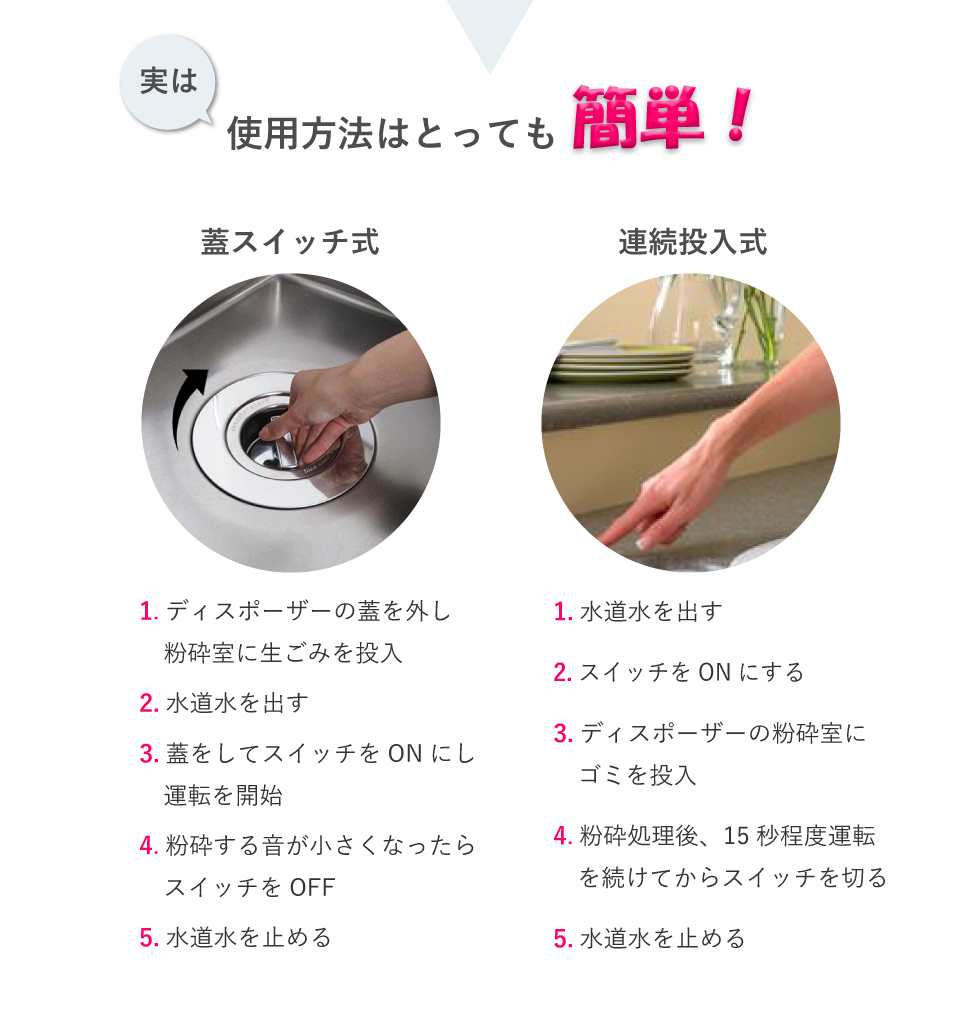 実は
使用方法はとっても 簡単！
蓋スイッチ式
1. ディスポーザーの蓋を外し
粉砕室に生ごみを投入
2. 水道水を出す
3. 蓋をしてスイッチを ON にし
運転を開始
4. 粉砕する音が小さくなったら
スイッチを OFF
5. 水道水を止める
連続投入式
1. 水道水を出す
2. スイッチを ON にする
3. ディスポーザーの粉砕室に
ゴミを投入
4. 粉砕処理後、15 秒程度運転
を続けてからスイッチを切る
5. 水道水を止める